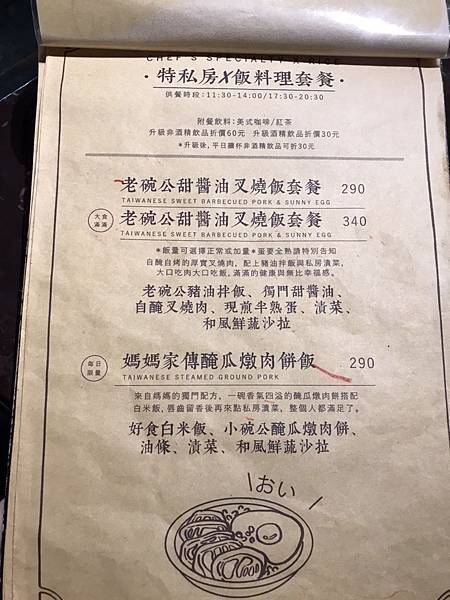 CHEF'S SPECIALTY X RICE
·特私房X飯料理套餐·
供餐時段:11:30-14:00/17:30-20:30
附餐飲料:美式咖啡/紅茶
升級非酒精飲品折價60元 升級酒精飲品折價30元
*升級後,平日續杯非酒精飲品可折30元
老碗公甜醬油叉燒飯套餐 290
TAIWANESE SWEET BARBECUED PORK & SUNNY EGG
大食滿滿 老碗公甜醬油叉燒飯套餐 340
TAIWANESE SWEET BARBECUED PORK & SUNNY EGG
*飯量可選擇正常或加量*蛋要全熟請特別告知
自醃自烤的厚實叉燒肉,配上豬油拌飯與私房漬菜,
大口吃肉大口吃飯,滿滿的健康與無比幸福感。
老碗公豬油拌飯、獨門甜醬油、
自醃叉燒肉、現煎半熟蛋、漬菜、
和風鮮蔬沙拉
每日限量 媽媽家傳醃瓜燉肉餅飯 290
TAIWANESE STEAMED GROUND PORK
來自媽媽的獨門配方,一碗香氣四溢的醃瓜燉肉餅搭配
白米飯,唇齒留香後再來點私房漬菜,整個人都滿足了。
好食白米飯、小碗公醃瓜燉肉餅、
油條、漬菜、和風鮮蔬沙拉
おい